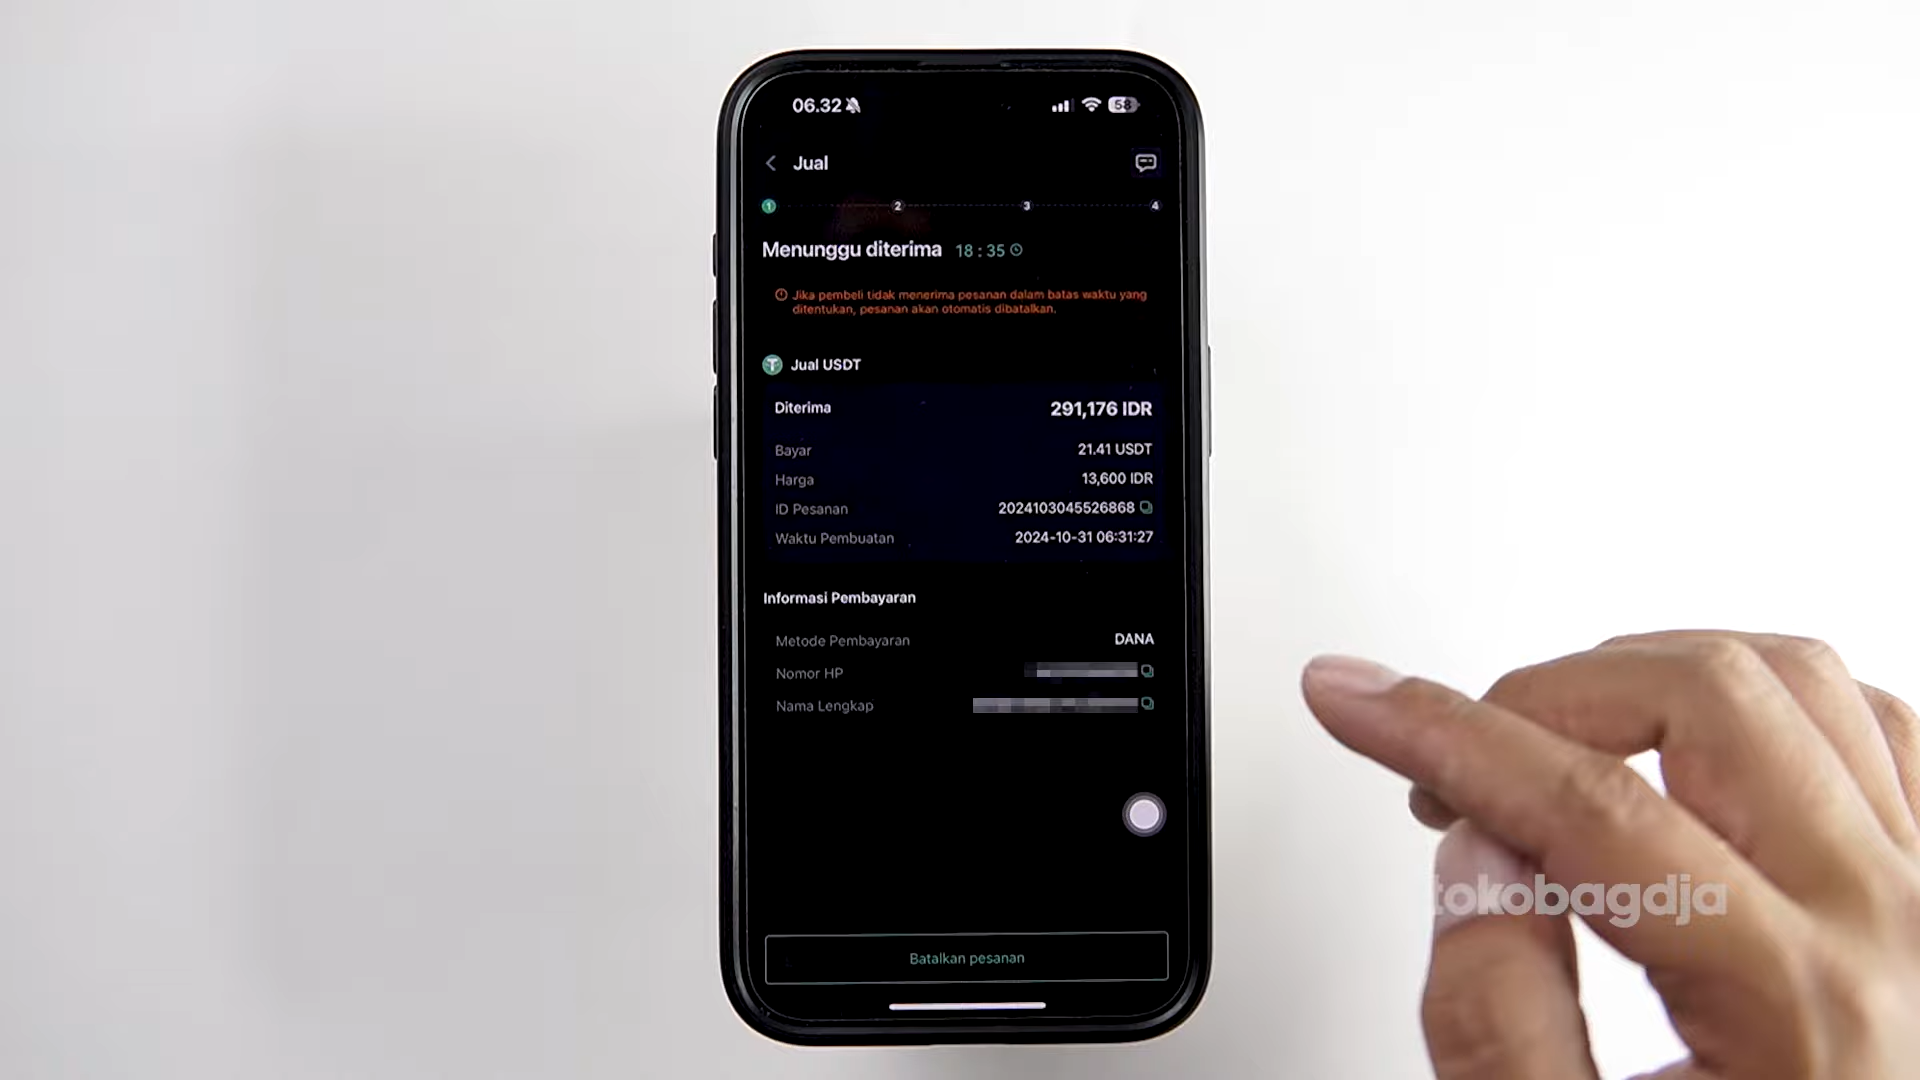 06.32
58
Jual
1 2 3 4
Menunggu diterima 18 : 35
Jika pembeli tidak menerima pesanan dalam batas waktu yang
ditentukan, pesanan akan otomatis dibatalkan.
Jual USDT
Diterima 291,176 IDR
Bayar 21.41 USDT
Harga 13,600 IDR
ID Pesanan 2024103045526868
Waktu Pembuatan 2024-10-31 06:31:27
Informasi Pembayaran
Metode Pembayaran DANA
Nomor HP
Nama Lengkap
tokobagdja
Batalkan pesanan